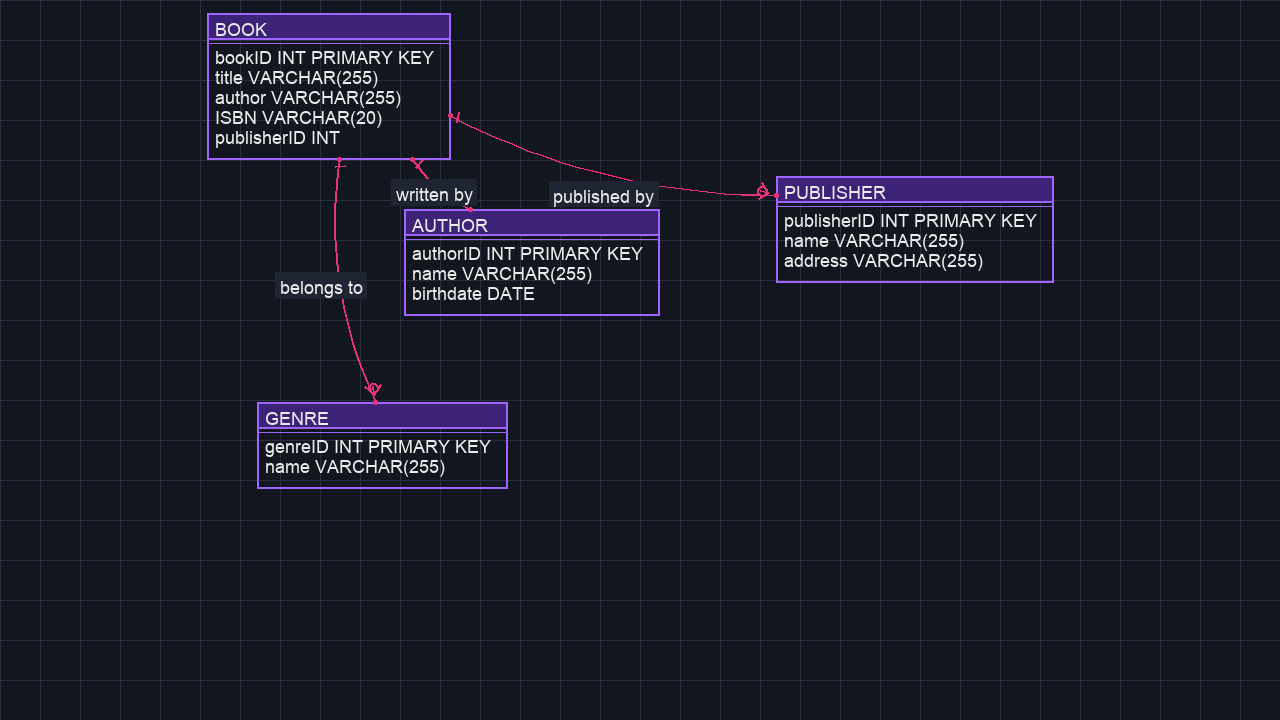 BOOK
bookID INT PRIMARY KEY
title VARCHAR(255)
author VARCHAR(255)
ISBN VARCHAR(20)
publisherID INT
written by
published by
PUBLISHER
publisherID INT PRIMARY KEY
name VARCHAR(255)
address VARCHAR(255)
AUTHOR
authorID INT PRIMARY KEY
name VARCHAR(255)
birthdate DATE
belongs to
GENRE
genreID INT PRIMARY KEY
name VARCHAR(255)